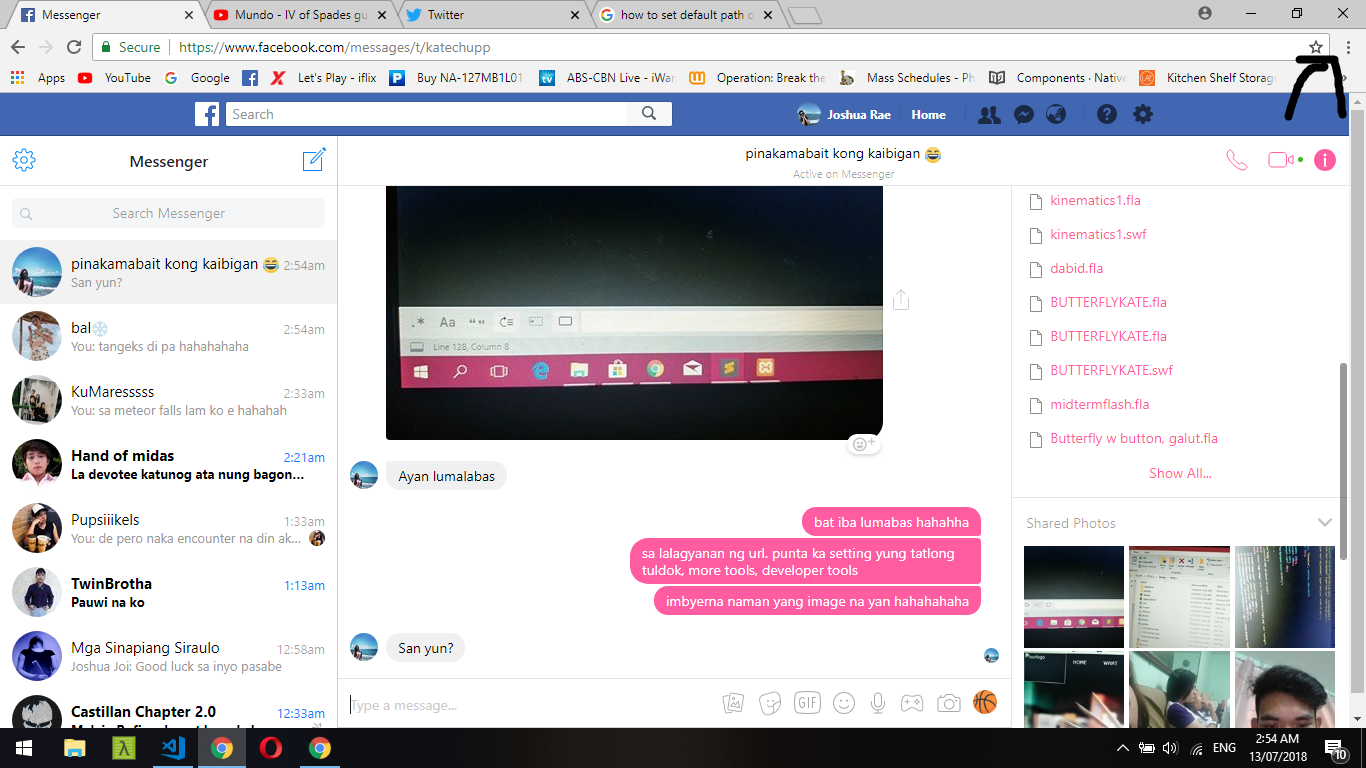 Messenger
Mundo - IV of Spades gu
Twitter
how to set default path o
Secure
https://www.facebook.com/messages/t/katechupp
Apps
YouTube
Google
Let's Play - iflix
Buy NA-127MB1L01
ABS-CBN Live - iWan
Operation: Break the
Mass Schedules - Ph
Components · Native
Kitchen Shelf Storag
Search
Joshua Rae
Home
Messenger
Search Messenger
pinakamabait kong kaibigan 😂 2:54am
San yun?
bal❄️ 2:54am
You: tangeks di pa hahahahaha
KuMaresssss 2:33am
You: sa meteor falls lam ko e hahahah
Hand of midas 2:21am
La devotee katunog ata nung bagon...
Pupsiiikels 1:33am
You: de pero naka encounter na din ak...
TwinBrotha 1:13am
Pauwi na ko
Mga Sinapiang Siraulo 12:58am
Joshua Joi: Good luck sa inyo pasabe
Castillan Chapter 2.0 12:33am
pinakamabait kong kaibigan 😂
Active on Messenger
.* Aa “”
Line 128, Column 8
Ayan lumalabas
bat iba lumabas hahahha
sa lalagyanan ng url. punta ka setting yung tatlong
tuldok, more tools, developer tools
imbyerna naman yang image na yan hahahahaha
San yun?
Type a message...
GIF
kinematics1.fla
kinematics1.swf
dabid.fla
BUTTERFLYKATE.fla
BUTTERFLYKATE.fla
BUTTERFLYKATE.swf
midtermflash.fla
Butterfly w button, galut.fla
Show All...
Shared Photos
HOME WHAT
ENG
2:54 AM
13/07/2018
10